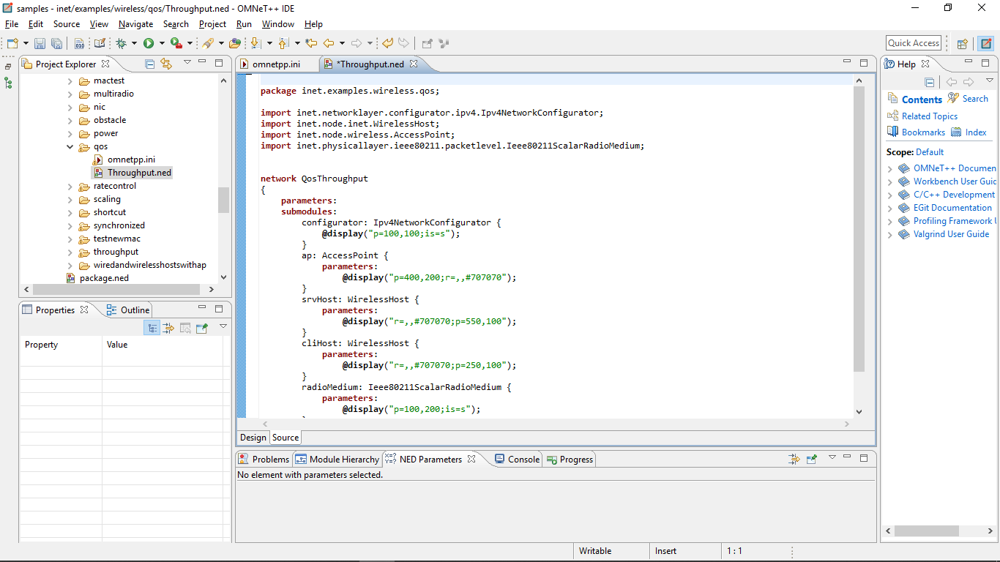 samples - inet/examples/wireless/qos/Throughput.ned - OMNeT++ IDE
File Edit Source View Navigate Search Project Run Window Help
Quick Access
Project Explorer
mactest
multiradio
nic
obstacle
power
qos
omnetpp.ini
Throughput.ned
ratecontrol
scaling
shortcut
synchronized
testnewmac
throughput
wiredandwirelesshostswithap
package.ned
Properties Outline
Property Value
omnetpp.ini *Throughput.ned
package inet.examples.wireless.qos;
import inet.networklayer.configurator.ipv4.Ipv4NetworkConfigurator;
import inet.node.inet.WirelessHost;
import inet.node.wireless.AccessPoint;
import inet.physicallayer.ieee80211.packetlevel.Ieee80211ScalarRadioMedium;
network QosThroughput
{
parameters:
submodules:
configurator: Ipv4NetworkConfigurator {
@display("p=100,100;is=s");
}
ap: AccessPoint {
parameters:
@display("p=400,200;r=,,#707070");
}
srvHost: WirelessHost {
parameters:
@display("r=,,#707070;p=550,100");
}
cliHost: WirelessHost {
parameters:
@display("r=,,#707070;p=250,100");
}
radioMedium: Ieee80211ScalarRadioMedium {
parameters:
@display("p=100,200;is=s");
Design Source
Problems Module Hierarchy NED Parameters Console Progress
No element with parameters selected.
Help
Contents Search
Related Topics
Bookmarks Index
Scope: Default
OMNeT++ Documen
Workbench User Guid
C/C++ Development
EGit Documentation
Profiling Framework U
Valgrind User Guide
Writable Insert 1 : 1